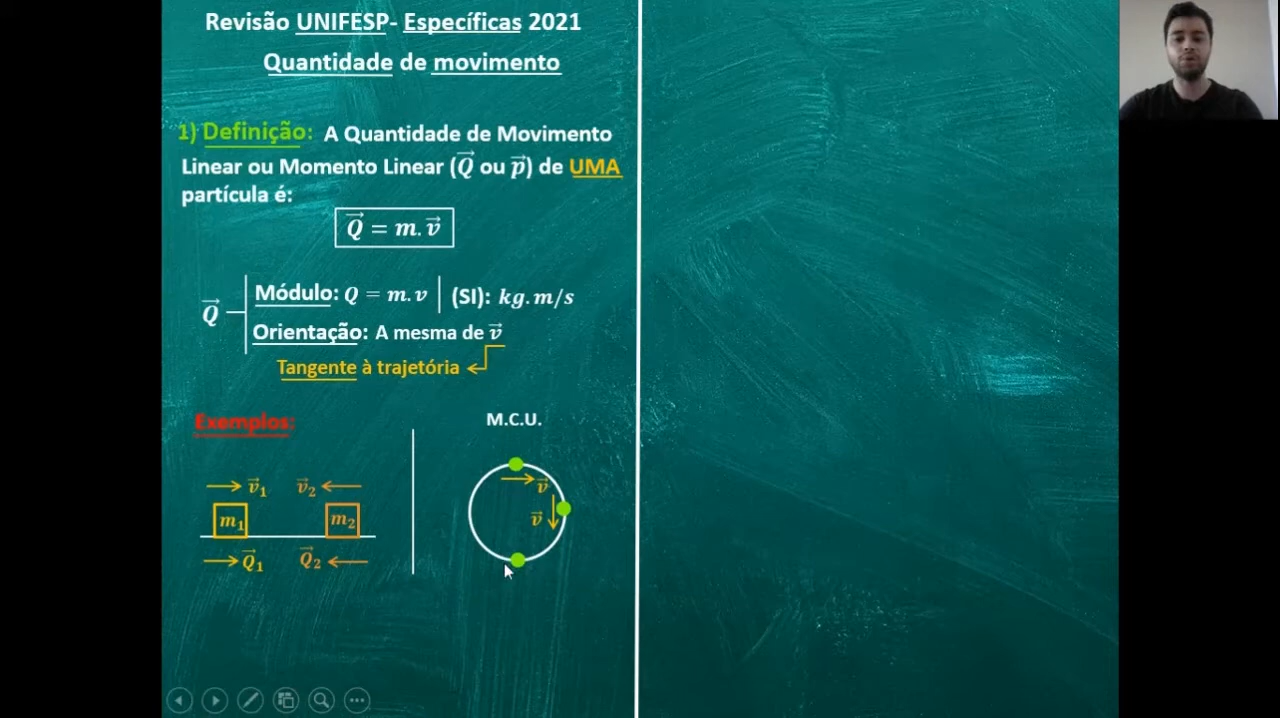 Revisão UNIFESP- Específicas 2021
Quantidade de movimento
1) Definição: A Quantidade de Movimento
Linear ou Momento Linear (Q⃗ ou p⃗) de UMA
partícula é:
Q⃗ = m. v⃗
Módulo: Q = m. v | (SI): kg. m/s
Q⃗
Orientação: A mesma de v⃗
Tangente à trajetória
Exemplos:
M.C.U.
v⃗₁ v⃗₂
m₁ m₂
Q⃗₁ Q⃗₂
v⃗
v⃗